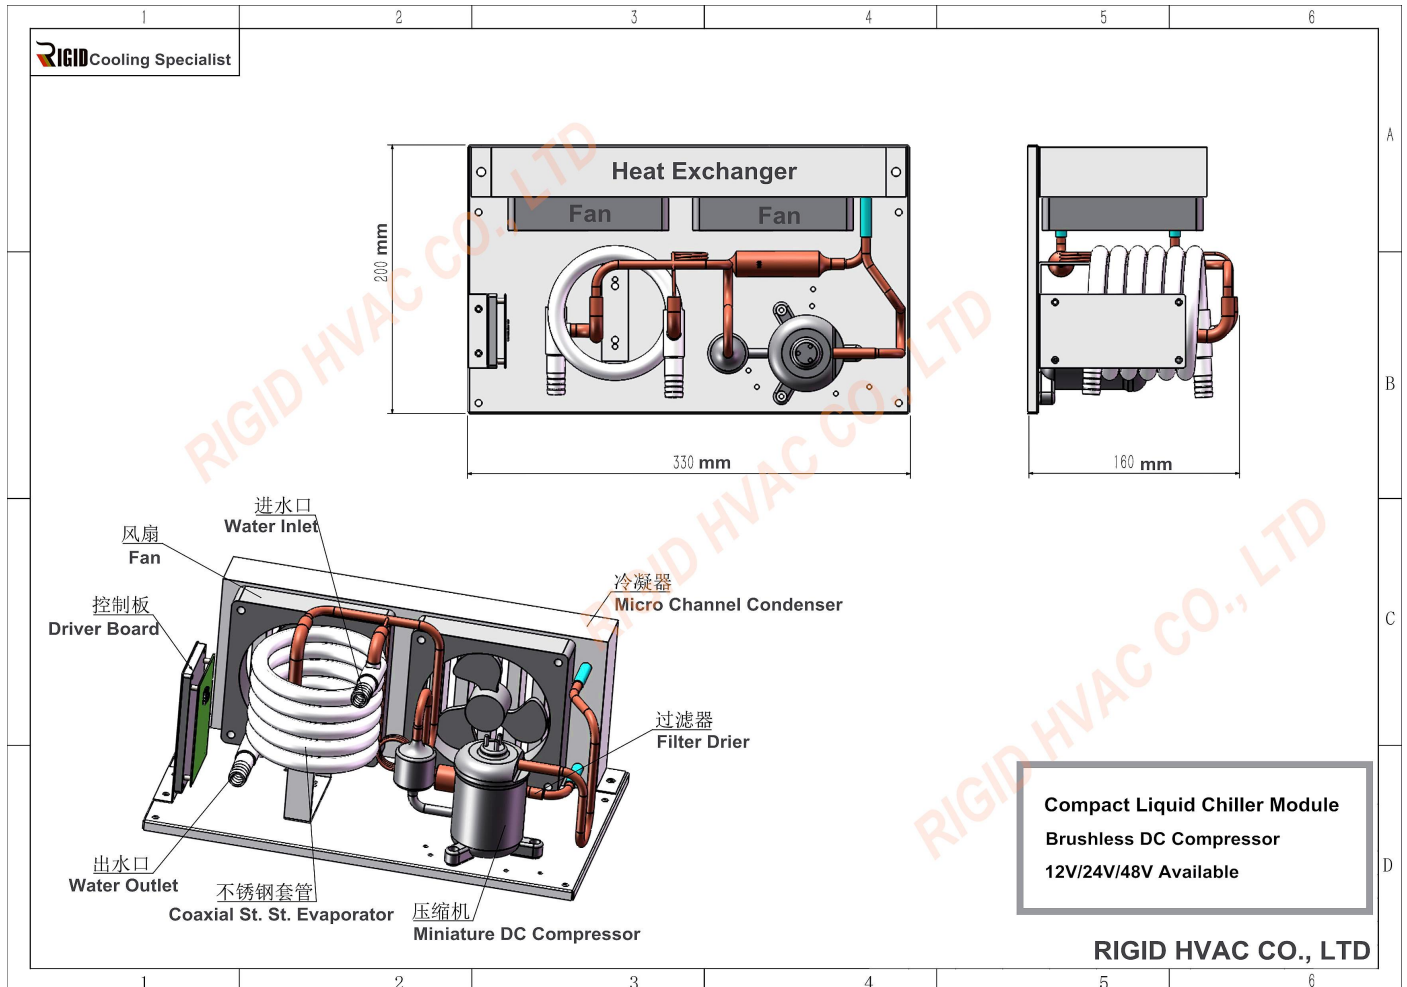 1 2 3 4 5 6
RIGID Cooling Specialist
A
B
C
D
Heat Exchanger
Fan
Fan
200 mm
330 mm
160 mm
进水口
Water Inlet
风扇
Fan
控制板
Driver Board
冷凝器
Micro Channel Condenser
过滤器
Filter Drier
出水口
Water Outlet
不锈钢套管
Coaxial St. St. Evaporator
压缩机
Miniature DC Compressor
RIGID HVAC CO., LTD
RIGID HVAC CO., LTD
RIGID HVAC CO., LTD
Compact Liquid Chiller Module
Brushless DC Compressor
12V/24V/48V Available
RIGID HVAC CO., LTD
1 2 3 4 5 6